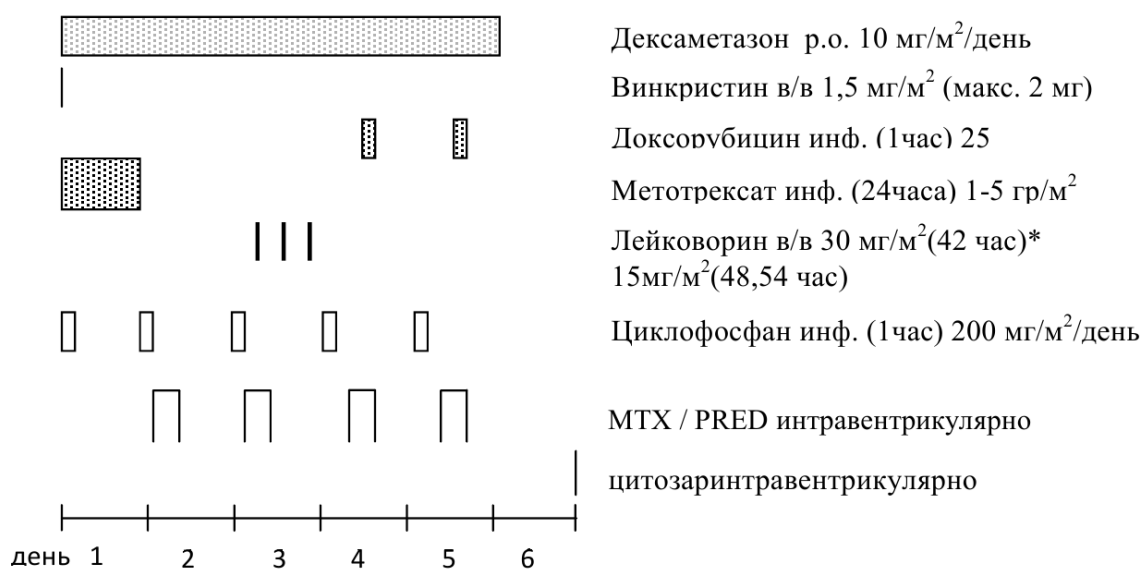 Дексаметазон р.о. 10 мг/м²/день
Винкристин в/в 1,5 мг/м² (макс. 2 мг)
Доксорубицин инф. (1час) 25
Метотрексат инф. (24часа) 1-5 гр/м²
Лейковорин в/в 30 мг/м²(42 час)*
15мг/м²(48,54 час)
Циклофосфан инф. (1час) 200 мг/м²/день
MTX / PRED интравентрикулярно
цитозаринтравентрикулярно
день 1 2 3 4 5 6